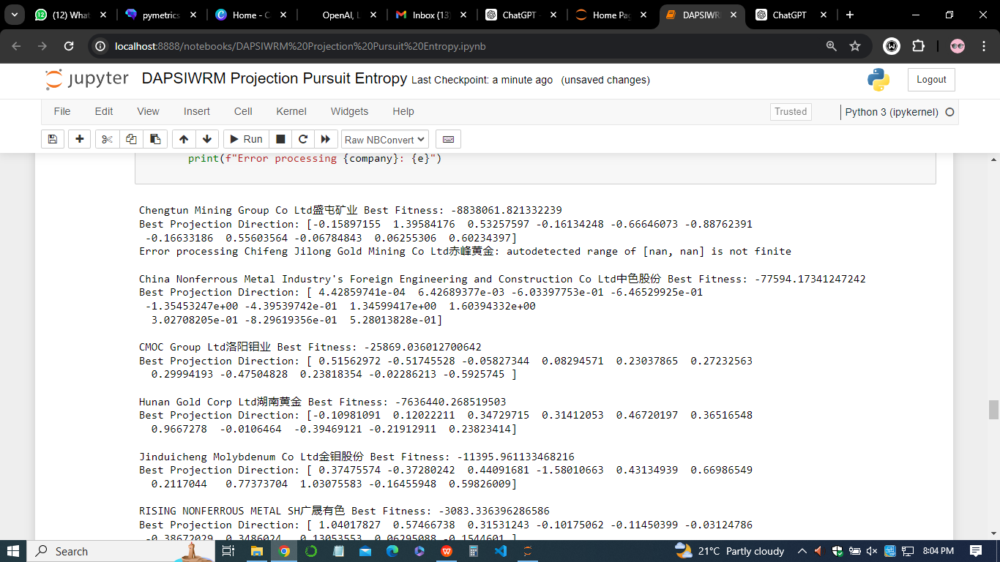 (12) What
pymetrics
Home - C
OpenAI, L
Inbox (13)
ChatGPT
Home Pag
DAPSIWR
ChatGPT
localhost:8888/notebooks/DAPSIWRM%20Projection%20Pursuit%20Entropy.ipynb
jupyter DAPSIWRM Projection Pursuit Entropy Last Checkpoint: a minute ago (unsaved changes)
Logout
File Edit View Insert Cell Kernel Widgets Help
Trusted
Python 3 (ipykernel)
Run
Raw NBConvert
print(f"Error processing {company}: {e}")
Chengtun Mining Group Co Ltd盛屯矿业 Best Fitness: -8838061.821332239
Best Projection Direction: [-0.15897155  1.39584176  0.53257597 -0.16134248 -0.66646073 -0.88762391
-0.16633186  0.55603564 -0.06784843  0.06255306  0.60234397]
Error processing Chifeng Jilong Gold Mining Co Ltd赤峰黄金: autodetected range of [nan, nan] is not finite
China Nonferrous Metal Industry's Foreign Engineering and Construction Co Ltd中色股份 Best Fitness: -77594.17341247242
Best Projection Direction: [ 4.42859741e-04  6.42689377e-03 -6.03397753e-01 -6.46529925e-01
-1.35453247e+00 -4.39539742e-01  1.34599417e+00  1.60394332e+00
3.02708205e-01 -8.29619356e-01  5.28013828e-01]
CMOC Group Ltd洛阳钼业 Best Fitness: -25869.036012700642
Best Projection Direction: [ 0.51562972 -0.51745528 -0.05827344  0.08294571  0.23037865  0.27232563
0.29994193 -0.47504828  0.23818354 -0.02286213 -0.5925745 ]
Hunan Gold Corp Ltd湖南黄金 Best Fitness: -7636440.268519503
Best Projection Direction: [-0.10981091  0.12022211  0.34729715  0.31412053  0.46720197  0.36516548
0.9667278  -0.0106464  -0.39469121 -0.21912911  0.23823414]
Jinduicheng Molybdenum Co Ltd金钼股份 Best Fitness: -11395.961133468216
Best Projection Direction: [ 0.37475574 -0.37280242  0.44091681 -1.58010663  0.43134939  0.66986549
0.2117044   0.77373704  1.03075583 -0.16455948  0.59826009]
RISING NONFERROUS METAL SH广晟有色 Best Fitness: -3083.336396286586
Best Projection Direction: [ 1.04017827  0.57466738  0.31531243 -0.10175062 -0.11450399 -0.03124786
-0.38672029  0.3486024   0.13053553  0.06295088 -0.1544601 ]
Search
21°C Partly cloudy
8:04 PM